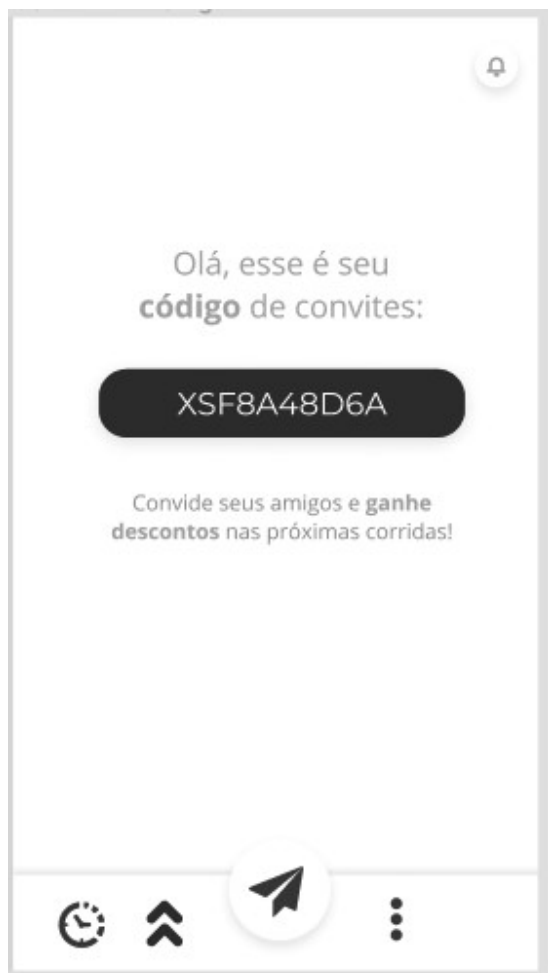 Olá, esse é seu
código de convites:
XSF8A48D6A
Convide seus amigos e ganhe
descontos nas próximas corridas!